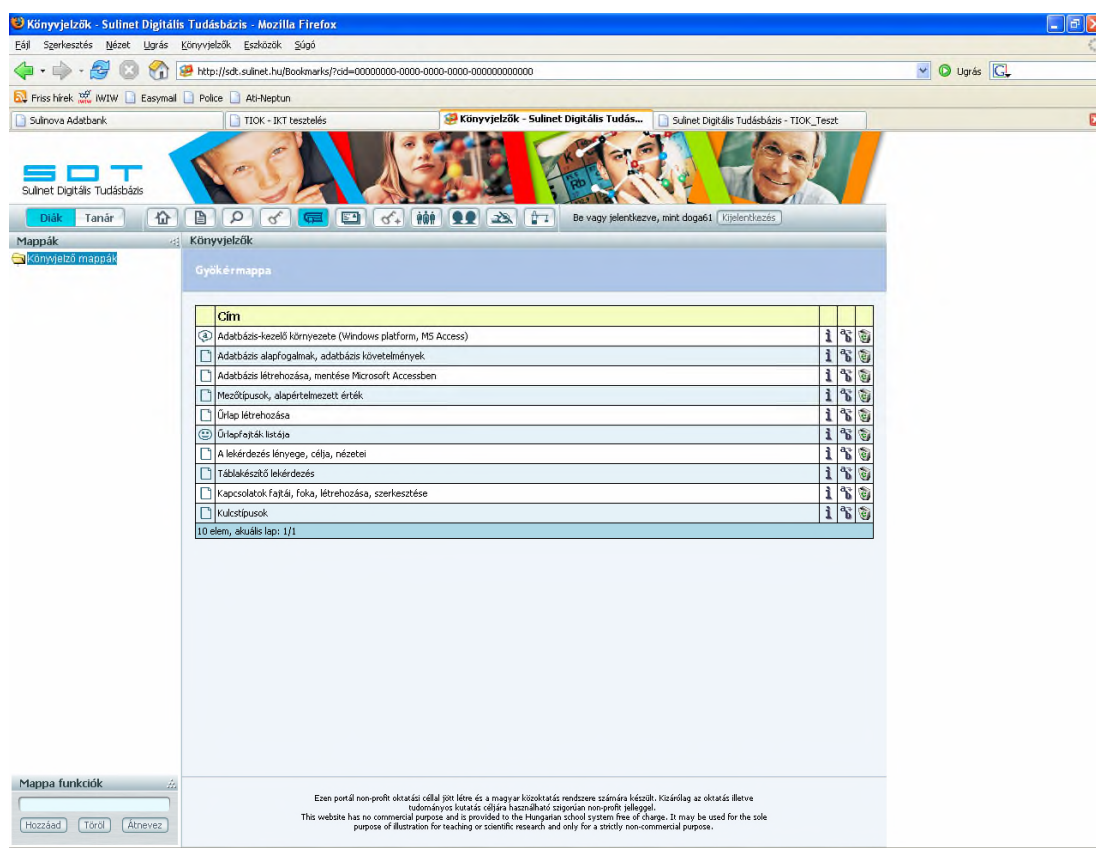 Könyvjelzők - Sulinet Digitális Tudásbázis - Mozilla Firefox
Fájl Szerkesztés Nézet Ugrás Könyvjelzők Eszközök Súgó
http://sdt.sulinet.hu/Bookmarks/?cid=00000000-0000-0000-0000-000000000000 Ugrás
Friss hírek iWiW Easymail Police Ati-Neptun
Sulinova Adatbank TIOK - IKT tesztelés Könyvjelzők - Sulinet Digitális Tudás... Sulinet Digitális Tudásbázis - TIOK_Teszt
SDT
Sulinet Digitális Tudásbázis
Diák Tanár Be vagy jelentkezve, mint doga61 Kijelentkezés
Mappák Könyvjelzők
Könyvjelző mappák
Gyökérmappa
Cím
Adatbázis-kezelő környezete (Windows platform, MS Access)
Adatbázis alapfogalmak, adatbázis követelmények
Adatbázis létrehozása, mentése Microsoft Accessben
Mezőtípusok, alapértelmezett érték
Űrlap létrehozása
Űrlapfajták listája
A lekérdezés lényege, célja, nézetei
Táblakészítő lekérdezés
Kapcsolatok fajtái, foka, létrehozása, szerkesztése
Kulcstípusok
10 elem, akuális lap: 1/1
Mappa funkciók
Hozzáad Töröl Átnevez
Ezen portál non-profit oktatási céllal jött létre és a magyar közoktatás rendszere számára készült. Kizárólag az oktatás illetve
tudományos kutatás céljára használható szigorúan non-profit jelleggel.
This website has no commercial purpose and is provided to the Hungarian school system free of charge. It may be used for the sole
purpose of illustration for teaching or scientific research and only for a strictly non-commercial purpose.